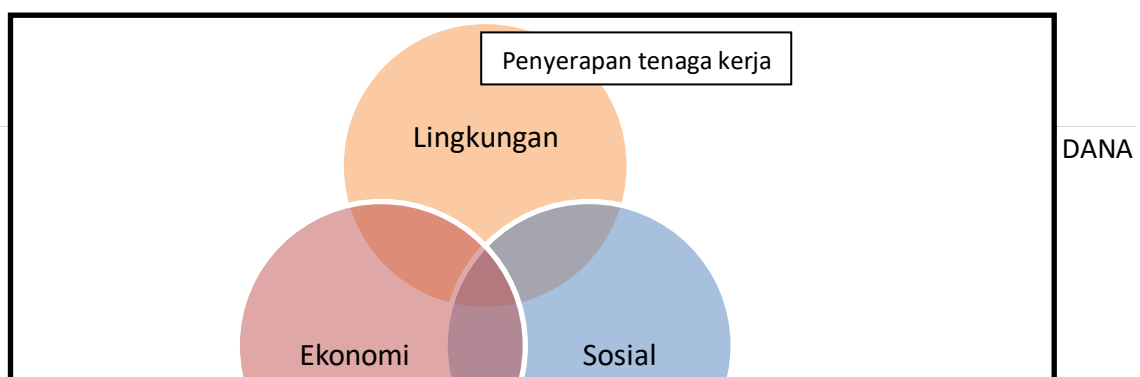 Penyerapan tenaga kerja
Lingkungan
DANA
Ekonomi
Sosial